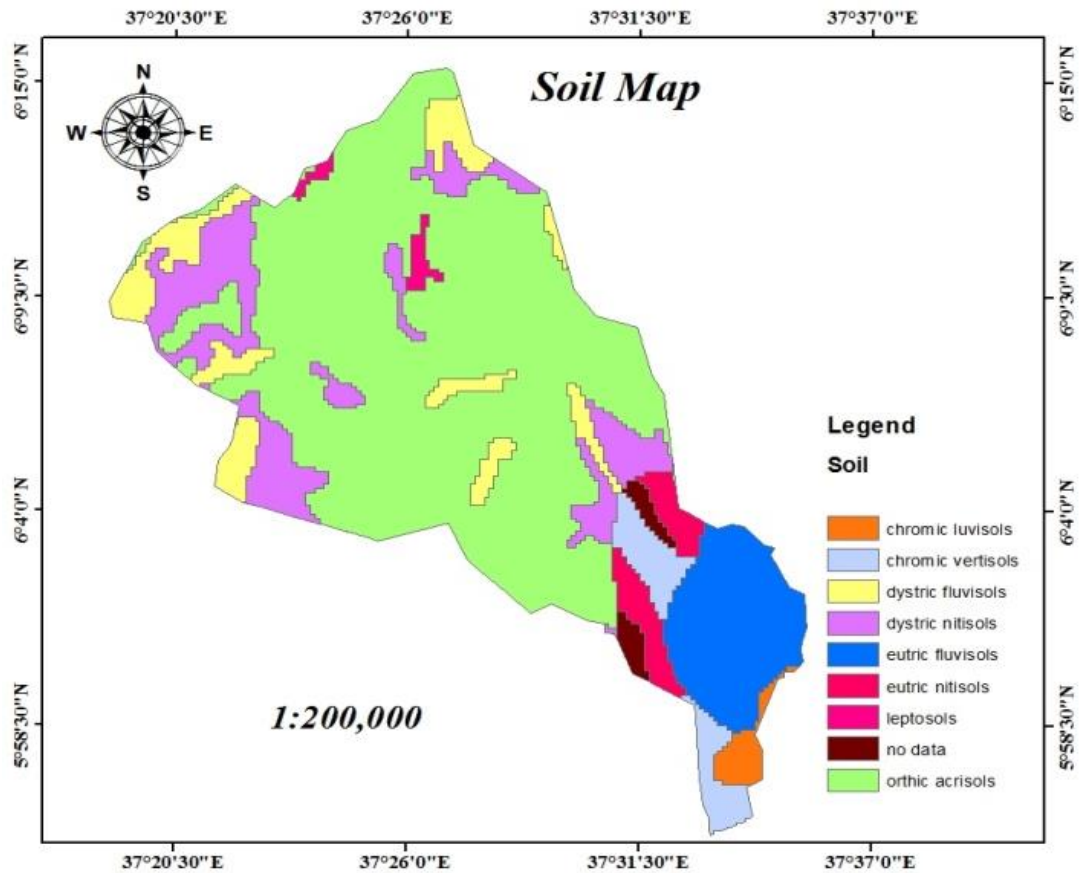 37°20'30"E 37°26'0"E 37°31'30"E 37°37'0"E
Soil Map
N
W E
S
6°15'0"N
6°15'0"N
6°9'30"N
6°9'30"N
6°4'0"N
6°4'0"N
5°58'30"N
5°58'30"N
Legend
Soil
chromic luvisols
chromic vertisols
dystric fluvisols
dystric nitisols
eutric fluvisols
eutric nitisols
leptosols
no data
orthic acrisols
1:200,000
37°20'30"E 37°26'0"E 37°31'30"E 37°37'0"E